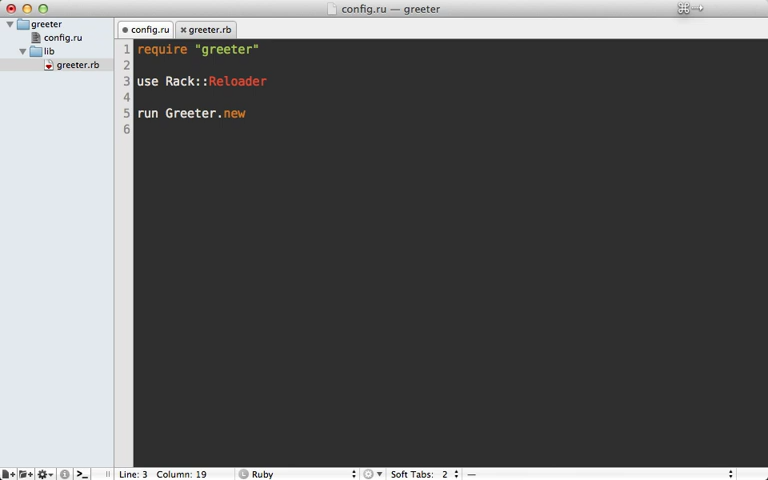 config.ru — greeter
⌘→
greeter
config.ru
lib
greeter.rb
config.ru
greeter.rb
1 require "greeter"
2
3 use Rack::Reloader
4
5 run Greeter.new
6
Line: 3 Column: 19
Ruby
Soft Tabs: 2
—